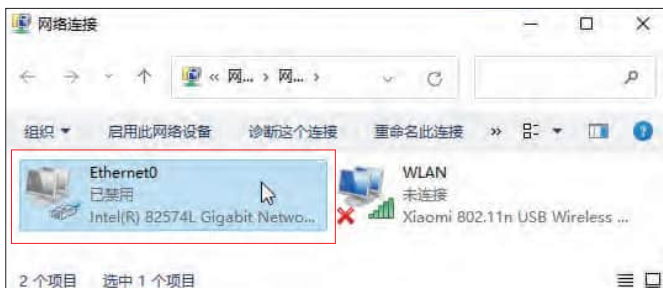 网络连接
« 网... › 网... ›
组织 启用此网络设备 诊断这个连接 重命名此连接 »
Ethernet0
已禁用
Intel(R) 82574L Gigabit Netwo...
WLAN
未连接
Xiaomi 802.11n USB Wireless ...
2 个项目 选中 1 个项目